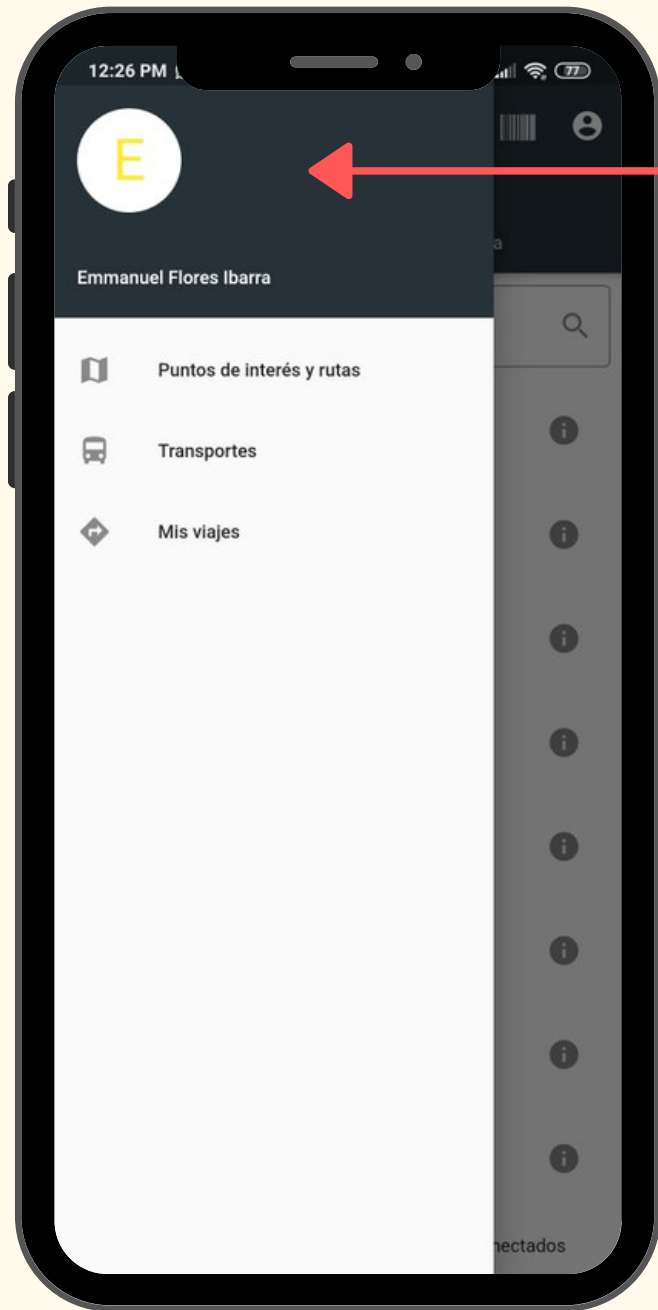 12:26 PM
77
E
a
Emmanuel Flores Ibarra
Puntos de interés y rutas
Transportes
Mis viajes
nectados